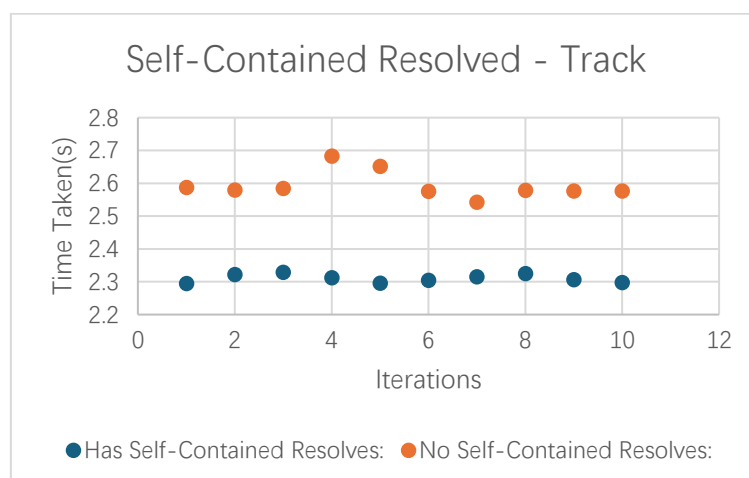 Self-Contained Resolved - Track
Time Taken(s)
2.8
2.7
2.6
2.5
2.4
2.3
2.2
0 2 4 6 8 10 12
Iterations
Has Self-Contained Resolves: No Self-Contained Resolves: